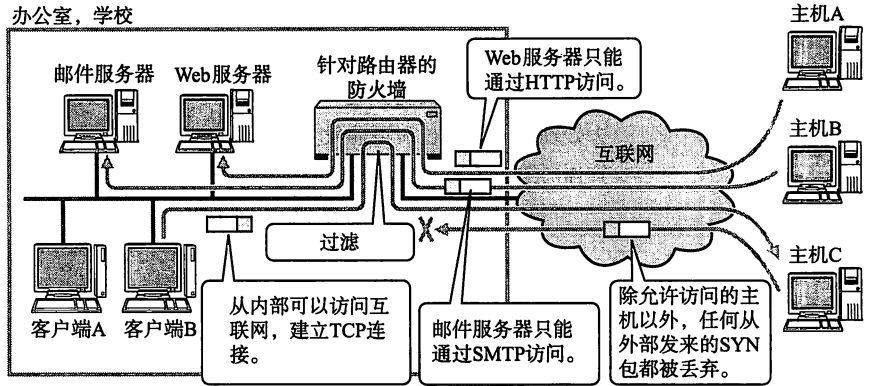 办公室，学校
主机A
邮件服务器
Web服务器
针对路由器的
防火墙
Web服务器只能
通过HTTP访问。
主机B
互联网
过滤
主机C
客户端A
客户端B
从内部可以访问互
联网，建立TCP连
接。
邮件服务器只能
通过SMTP访问。
除允许访问的主
机以外，任何从
外部发来的SYN
包都被丢弃。